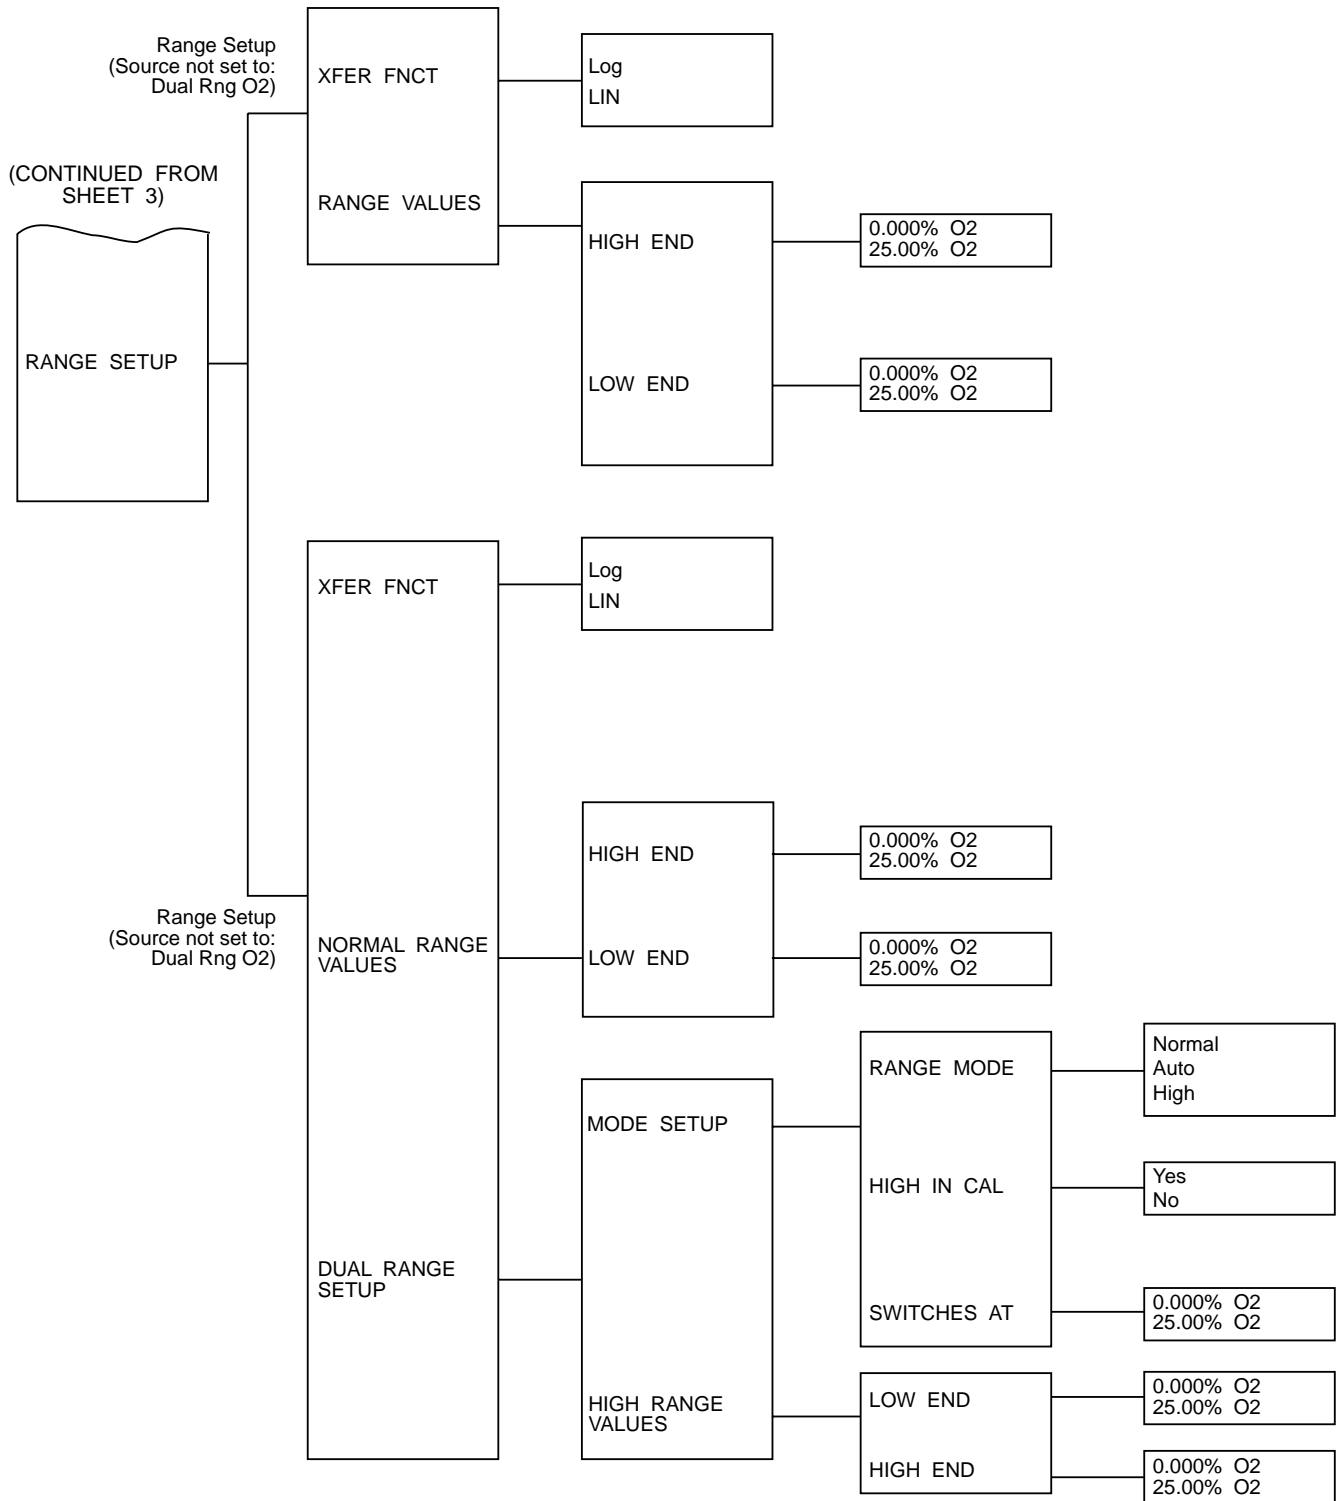 Range Setup
(Source not set to:
Dual Rng O2)
XFER FNCT
Log
LIN
(CONTINUED FROM
SHEET 3)
RANGE VALUES
HIGH END
0.000% O2
25.00% O2
RANGE SETUP
LOW END
0.000% O2
25.00% O2
XFER FNCT
Log
LIN
Range Setup
(Source not set to:
Dual Rng O2)
NORMAL RANGE
VALUES
HIGH END
0.000% O2
25.00% O2
LOW END
0.000% O2
25.00% O2
DUAL RANGE
SETUP
MODE SETUP
RANGE MODE
Normal
Auto
High
HIGH IN CAL
Yes
No
SWITCHES AT
0.000% O2
25.00% O2
HIGH RANGE
VALUES
LOW END
0.000% O2
25.00% O2
HIGH END
0.000% O2
25.00% O2